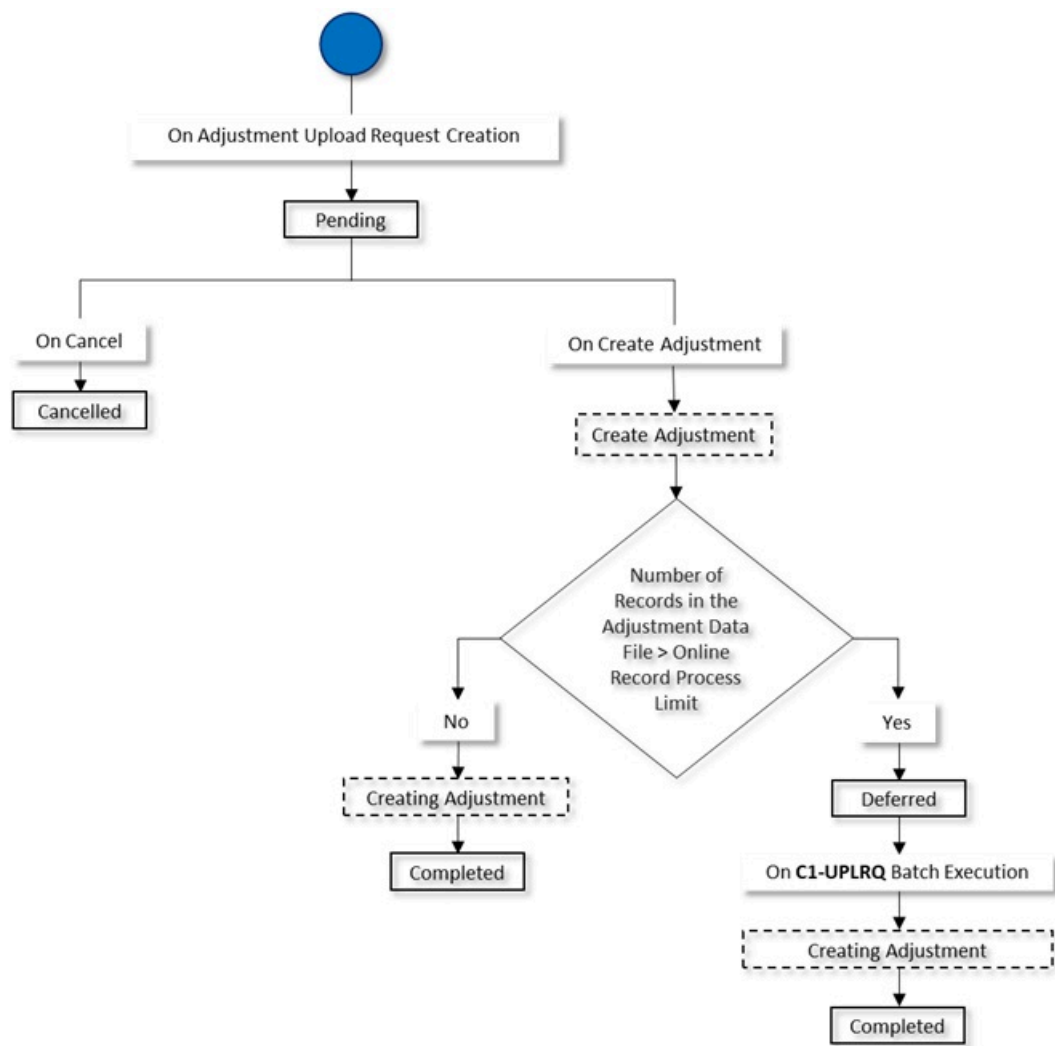 On Adjustment Upload Request Creation
Pending
On Cancel
On Create Adjustment
Cancelled
Create Adjustment
Number of
Records in the
Adjustment Data
File > Online
Record Process
Limit
No
Yes
Creating Adjustment
Deferred
Completed
On C1-UPLRQ Batch Execution
Creating Adjustment
Completed